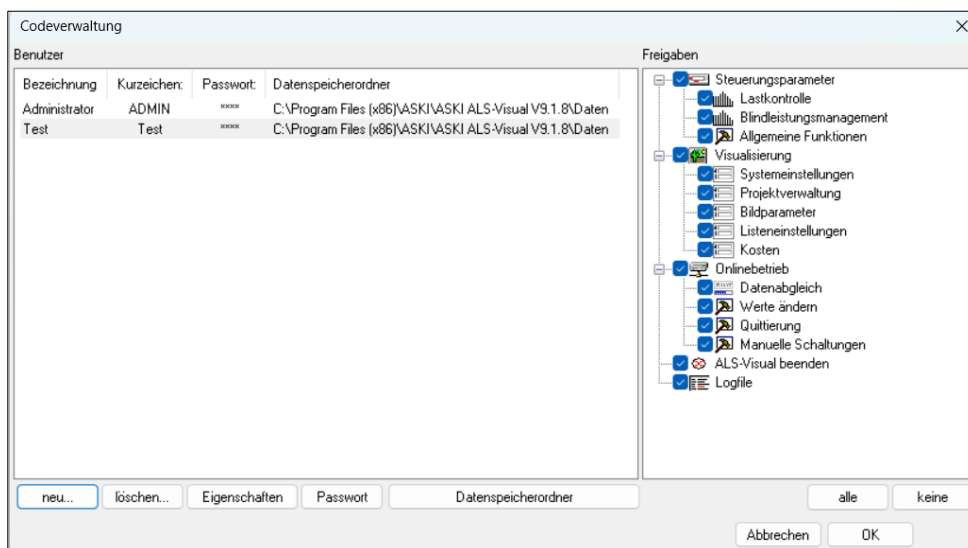 Codeverwaltung
Benutzer
Bezeichnung Kurzeichen: Passwort: Datenspeicherordner
Administrator ADMIN **** C:\Program Files (x86)\ASKI\ASKI ALS-Visual V9.1.8\Daten
Test Test **** C:\Program Files (x86)\ASKI\ASKI ALS-Visual V9.1.8\Daten
neu... löschen... Eigenschaften Passwort Datenspeicherordner
Freigaben
Steuerungsparameter
Lastkontrolle
Blindleistungsmanagement
Allgemeine Funktionen
Visualisierung
Systemeinstellungen
Projektverwaltung
Bildparameter
Listeneinstellungen
Kosten
Onlinebetrieb
Datenabgleich
Werte ändern
Quittierung
Manuelle Schaltungen
ALS-Visual beenden
Logfile
alle keine
Abbrechen OK